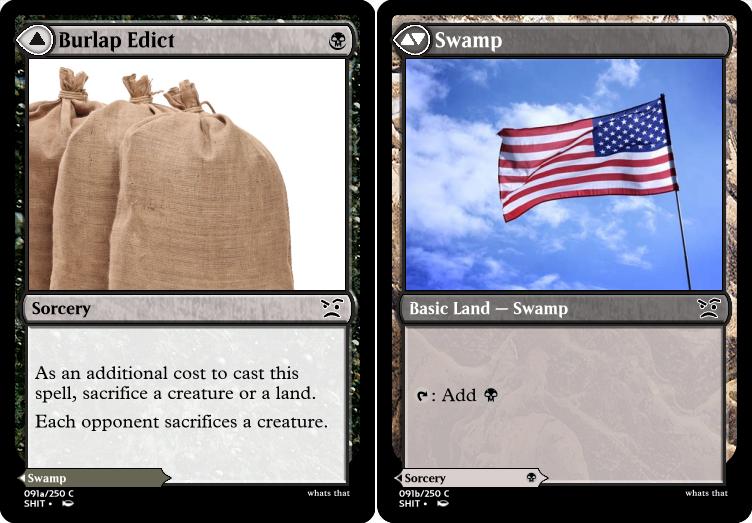 Burlap Edict
Sorcery
As an additional cost to cast this
spell, sacrifice a creature or a land.
Each opponent sacrifices a creature.
Swamp
091a/250 C
SHIT •
whats that
Swamp
Basic Land — Swamp
: Add
Sorcery
091b/250 C
SHIT •
whats that